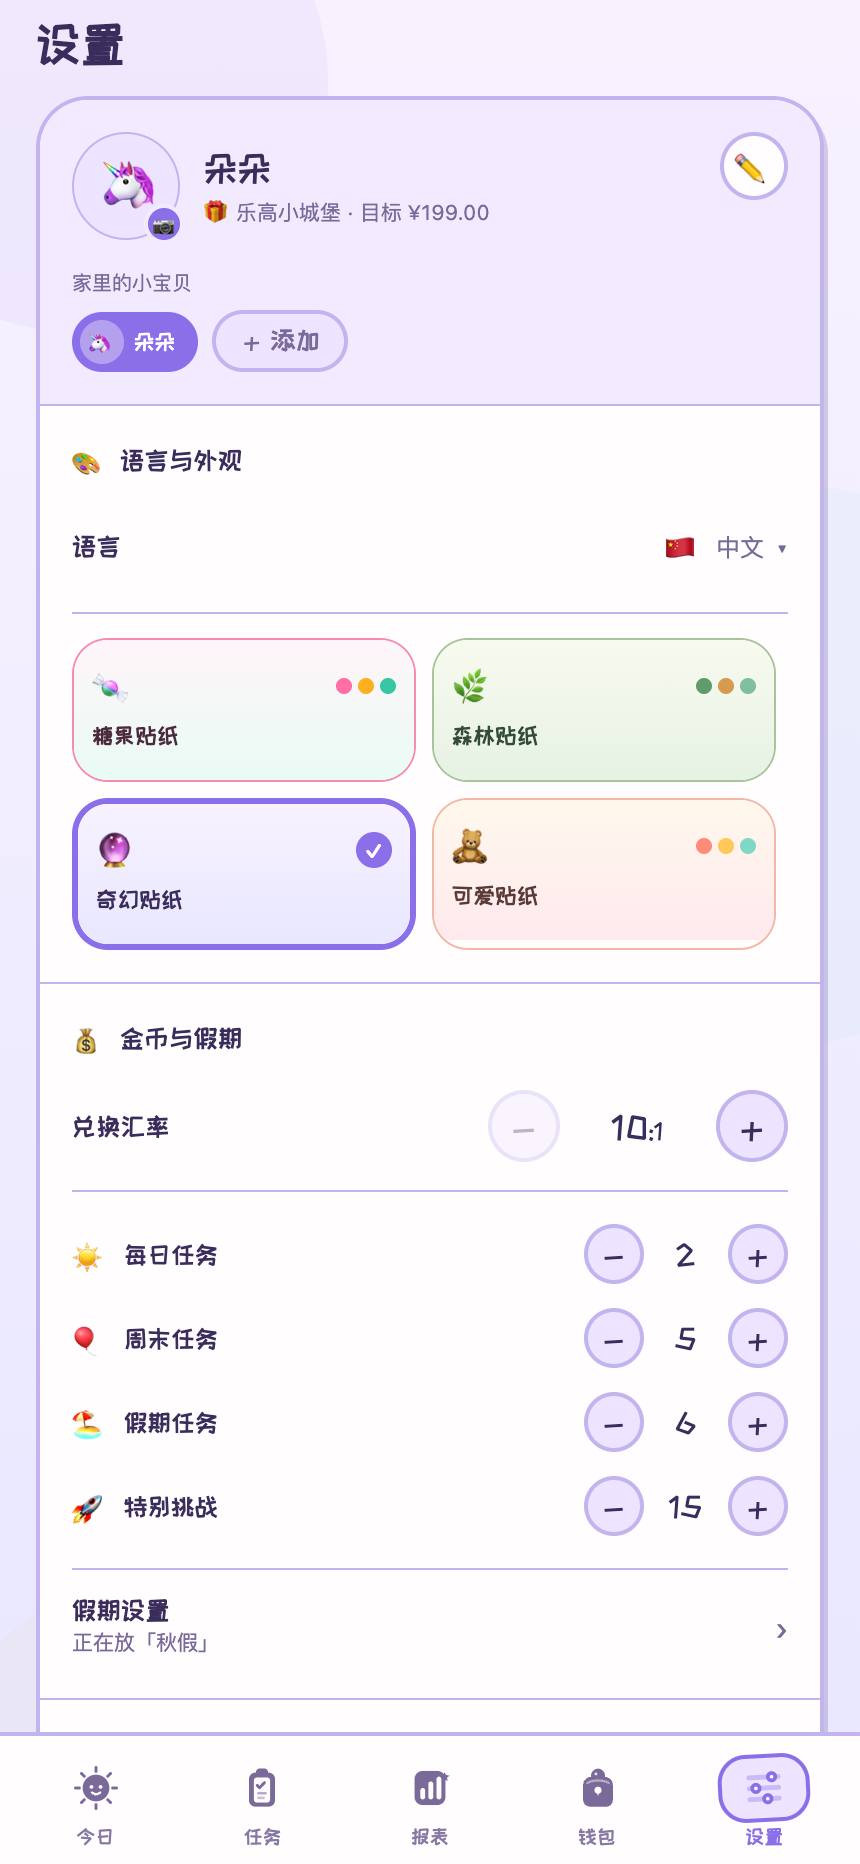 设置
朵朵
乐高小城堡 · 目标 ¥199.00
家里的小宝贝
朵朵
+ 添加
语言与外观
语言
中文 ▾
糖果贴纸
森林贴纸
奇幻贴纸
可爱贴纸
金币与假期
兑换汇率
− 10:1 +
每日任务 − 2 +
周末任务 − 5 +
假期任务 − 6 +
特别挑战 − 15 +
假期设置
正在放「秋假」 ›
今日 任务 报表 钱包 设置